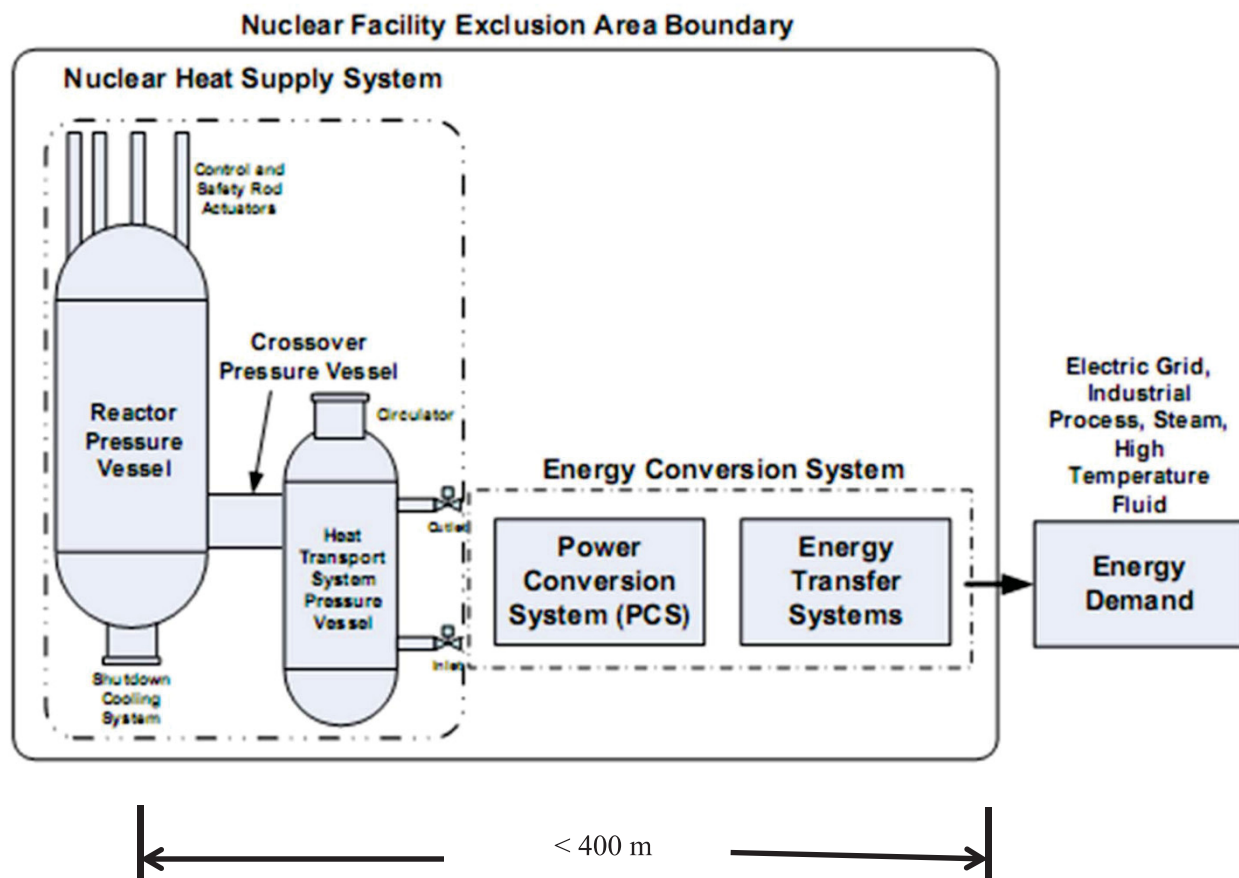 Nuclear Facility Exclusion Area Boundary
Nuclear Heat Supply System
Control and
Safety Rod
Actuators
Crossover
Pressure Vessel
Circulator
Reactor
Pressure
Vessel
Heat
Transport
System
Pressure
Vessel
Outlet
Inlet
Shutdown
Cooling
System
Energy Conversion System
Power
Conversion
System (PCS)
Energy
Transfer
Systems
Electric Grid,
Industrial
Process, Steam,
High
Temperature
Fluid
Energy
Demand
< 400 m